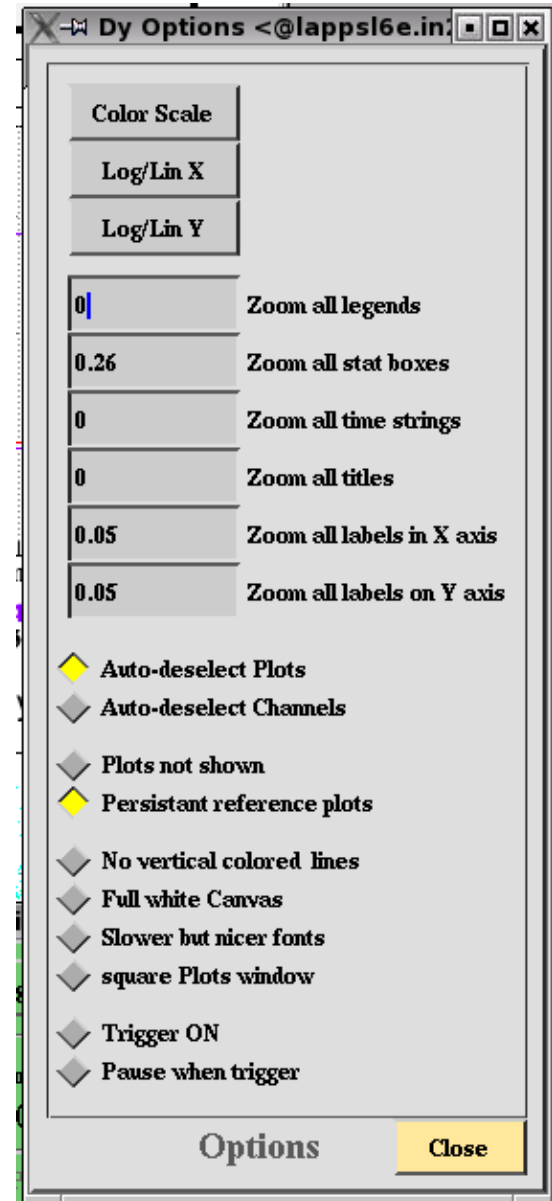 Dy Options <@lappsl6e.in2
Color Scale
Log/Lin X
Log/Lin Y
0 Zoom all legends
0.26 Zoom all stat boxes
0 Zoom all time strings
0 Zoom all titles
0.05 Zoom all labels in X axis
0.05 Zoom all labels on Y axis
Auto-deselect Plots
Auto-deselect Channels
Plots not shown
Persistant reference plots
No vertical colored lines
Full white Canvas
Slower but nicer fonts
square Plots window
Trigger ON
Pause when trigger
Options Close